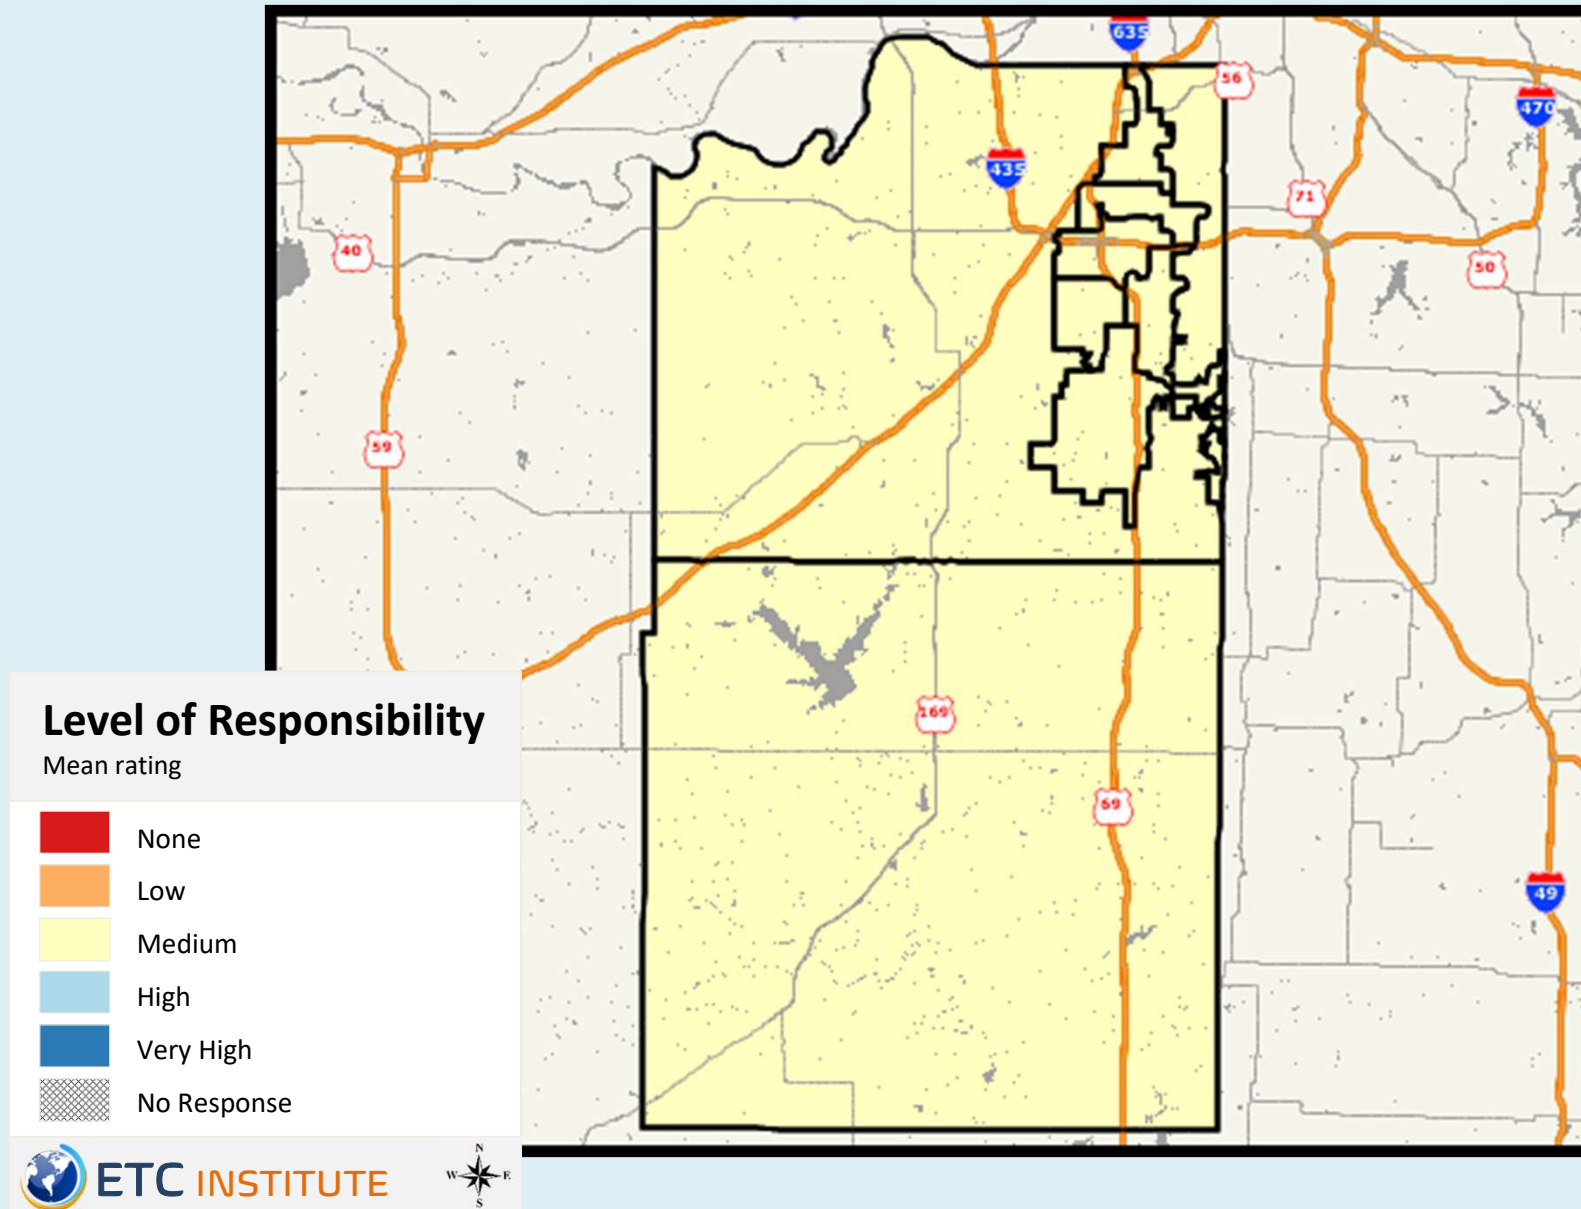 635
56
470
435
71
40
50
59
169
69
49
Level of Responsibility
Mean rating
None
Low
Medium
High
Very High
No Response
ETC INSTITUTE
N
W E
S